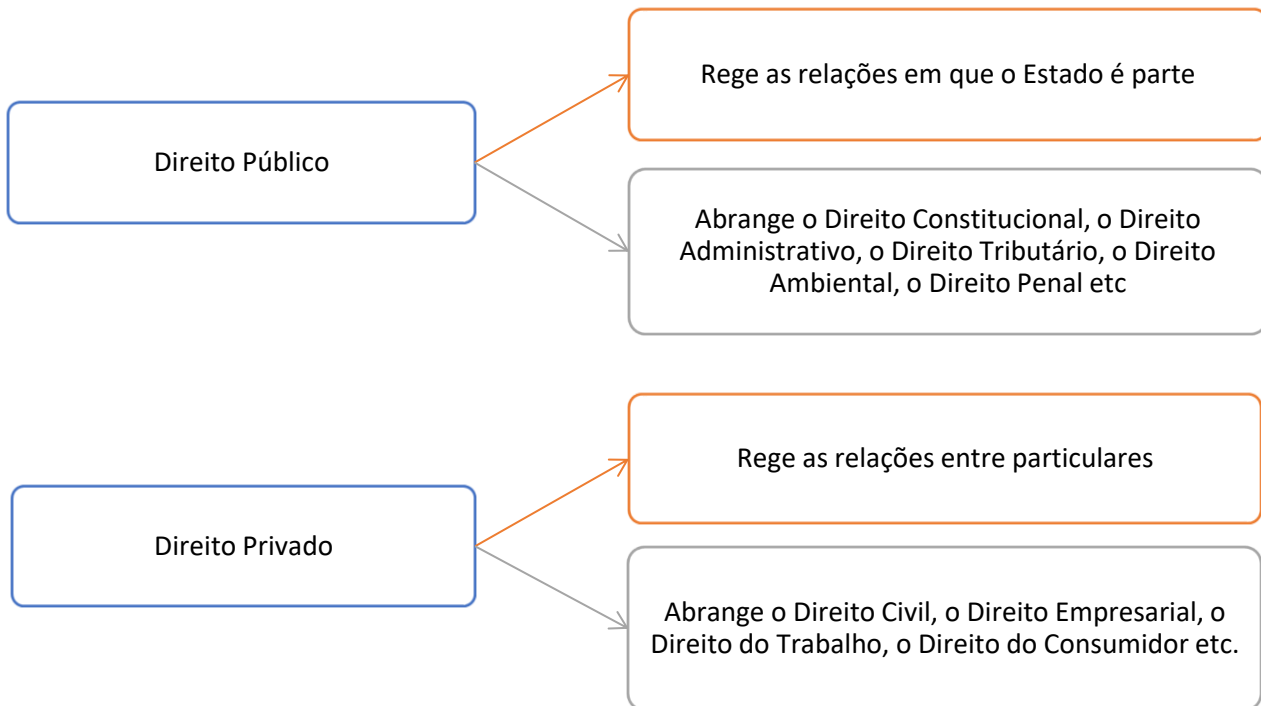 Direito Público
Rege as relações em que o Estado é parte
Abrange o Direito Constitucional, o Direito
Administrativo, o Direito Tributário, o Direito
Ambiental, o Direito Penal etc
Direito Privado
Rege as relações entre particulares
Abrange o Direito Civil, o Direito Empresarial, o
Direito do Trabalho, o Direito do Consumidor etc.